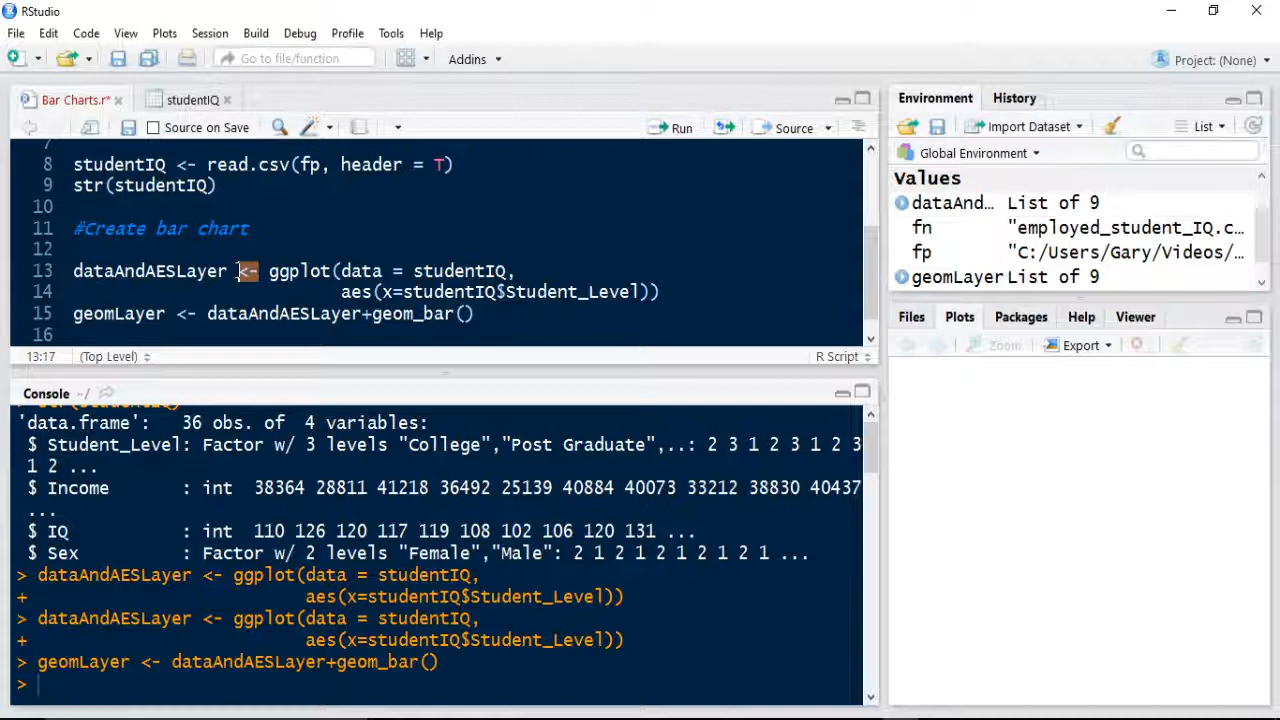 RStudio
File Edit Code View Plots Session Build Debug Profile Tools Help
Go to file/function Addins Project: (None)
Bar Charts.r* studentIQ
Source on Save Run Source
7
8 studentIQ <- read.csv(fp, header = T)
9 str(studentIQ)
10
11 #Create bar chart
12
13 dataAndAESLayer <- ggplot(data = studentIQ,
14 aes(x=studentIQ$Student_Level))
15 geomLayer <- dataAndAESLayer+geom_bar()
16
13:17 (Top Level) R Script
Console ~/
'data.frame': 36 obs. of 4 variables:
$ Student_Level: Factor w/ 3 levels "College","Post Graduate",..: 2 3 1 2 3 1 2 3
1 2 ...
$ Income : int 38364 28811 41218 36492 25139 40884 40073 33212 38830 40437
...
$ IQ : int 110 126 120 117 119 108 102 106 120 131 ...
$ Sex : Factor w/ 2 levels "Female","Male": 2 1 2 1 2 1 2 1 2 1 ...
> dataAndAESLayer <- ggplot(data = studentIQ,
+ aes(x=studentIQ$Student_Level))
> dataAndAESLayer <- ggplot(data = studentIQ,
+ aes(x=studentIQ$Student_Level))
> geomLayer <- dataAndAESLayer+geom_bar()
>
Environment History
Import Dataset List
Global Environment
Values
dataAnd... List of 9
fn "employed_student_IQ.c...
fp "C:/Users/Gary/Videos/...
geomLayer List of 9
Files Plots Packages Help Viewer
Zoom Export